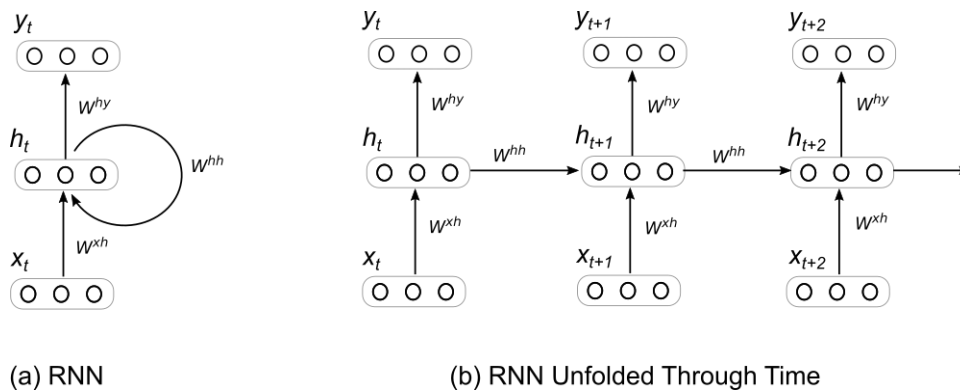 y_t
W^hy
h_t
W^hh
W^xh
x_t
(a) RNN
y_t y_t+1 y_t+2
W^hy W^hy W^hy
h_t W^hh h_t+1 W^hh h_t+2
W^xh W^xh W^xh
x_t x_t+1 x_t+2
(b) RNN Unfolded Through Time